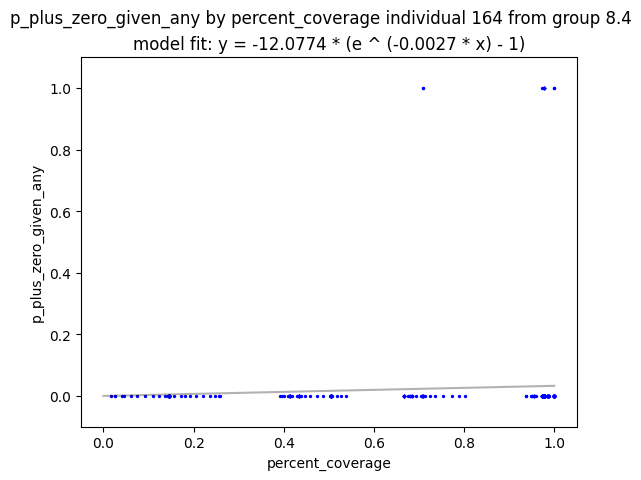 p_plus_zero_given_any by percent_coverage individual 164 from group 8.4
model fit: y = -12.0774 * (e ^ (-0.0027 * x) - 1)
1.0
0.8
0.6
0.4
0.2
0.0
p_plus_zero_given_any
0.0 0.2 0.4 0.6 0.8 1.0
percent_coverage